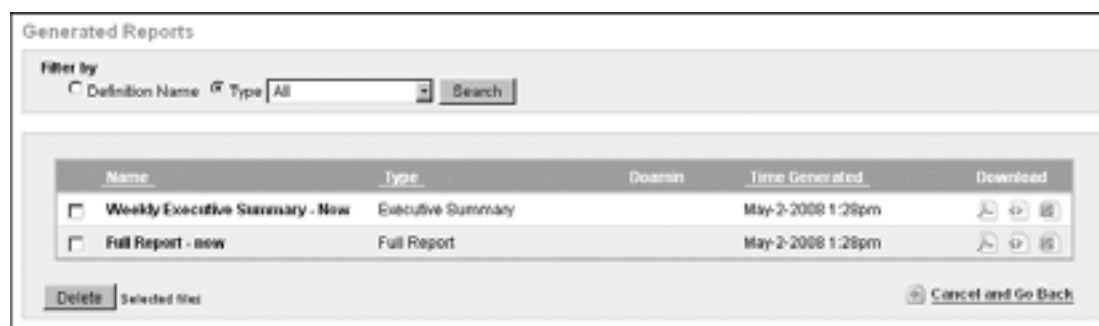 Generated Reports
Filter by
Definition Name Type All Search
Name Type Doamin Time Generated Download
Weekly Executive Summary - Now Executive Summary May-2-2008 1:28pm
Full Report - now Full Report May-2-2008 1:28pm
Delete Selected files Cancel and Go Back